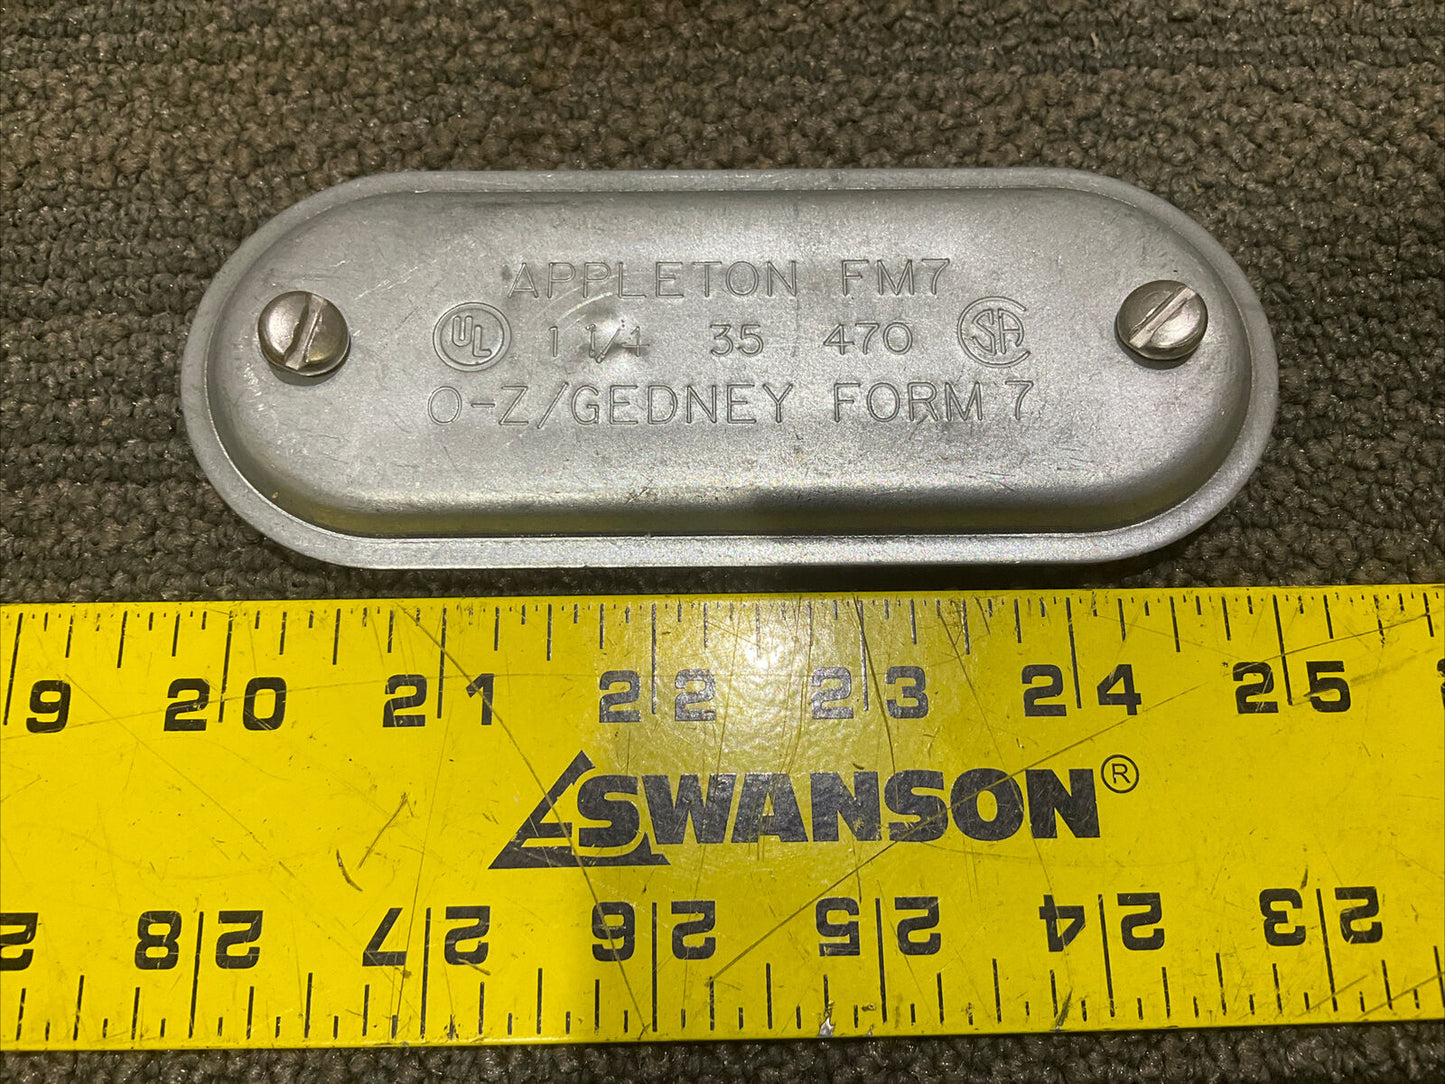 APPLETON FM7
UL 1 1/4 35 470 SA
O-Z/GEDNEY FORM 7
9 20 21 22 23 24 25
SWANSON®
28 27 26 25 24 23